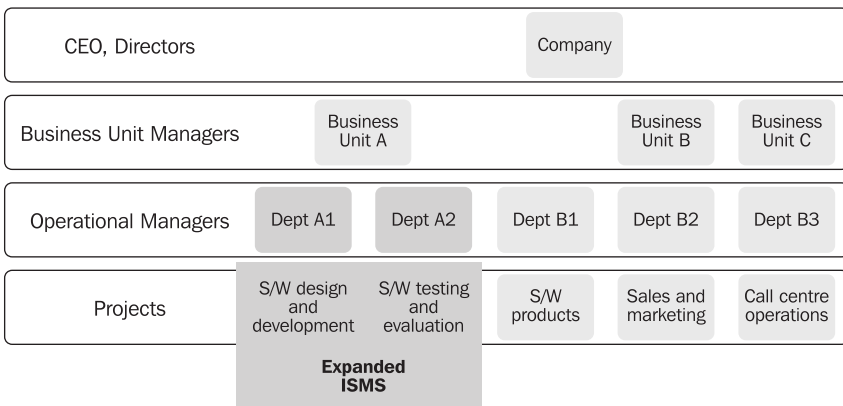 CEO, Directors
Company
Business Unit Managers
Business
Unit A
Business
Unit B
Business
Unit C
Operational Managers
Dept A1
Dept A2
Dept B1
Dept B2
Dept B3
Projects
S/W design
and
development
S/W testing
and
evaluation
S/W
products
Sales and
marketing
Call centre
operations
Expanded
ISMS